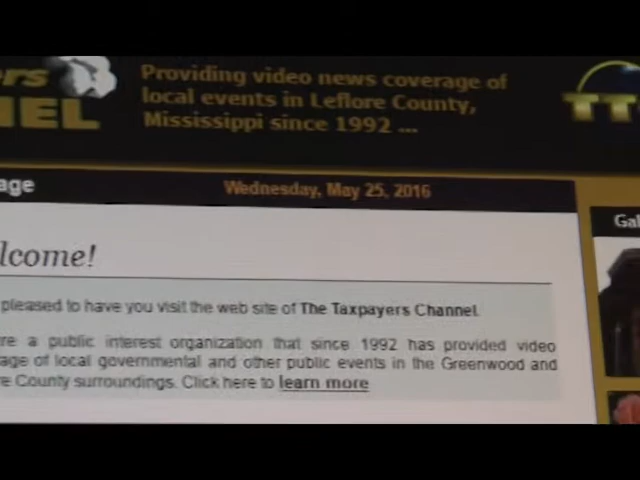 ers
Providing video news coverage of
local events in Leflore County,
Mississippi since 1992 ...
NEL
TT
age
Wednesday, May 25, 2016
Gal
lcome!
pleased to have you visit the web site of The Taxpayers Channel.
re a public interest organization that since 1992 has provided video
age of local governmental and other public events in the Greenwood and
re County surroundings. Click here to learn more